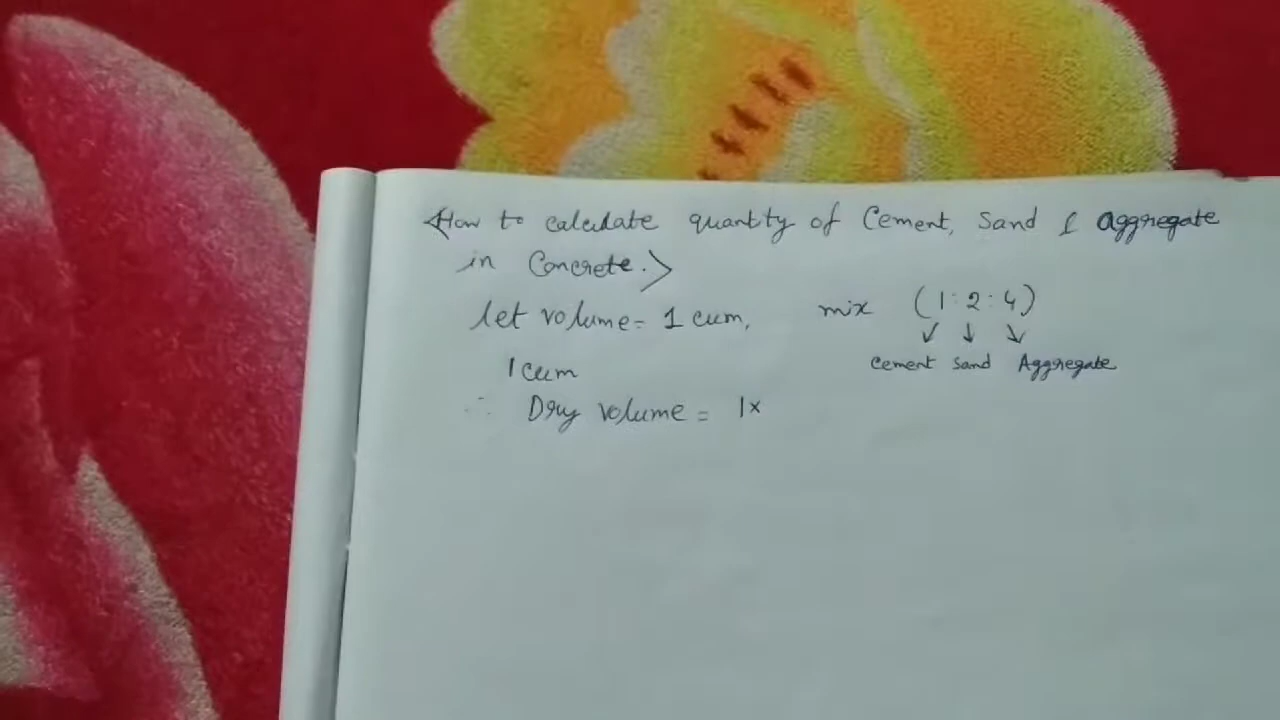 How to calculate quantity of Cement, Sand & Aggregate
in Concrete.>
let volume = 1 cum, mix (1:2:4)
Cement Sand Aggregate
1 cum
∴ Dry volume = 1×